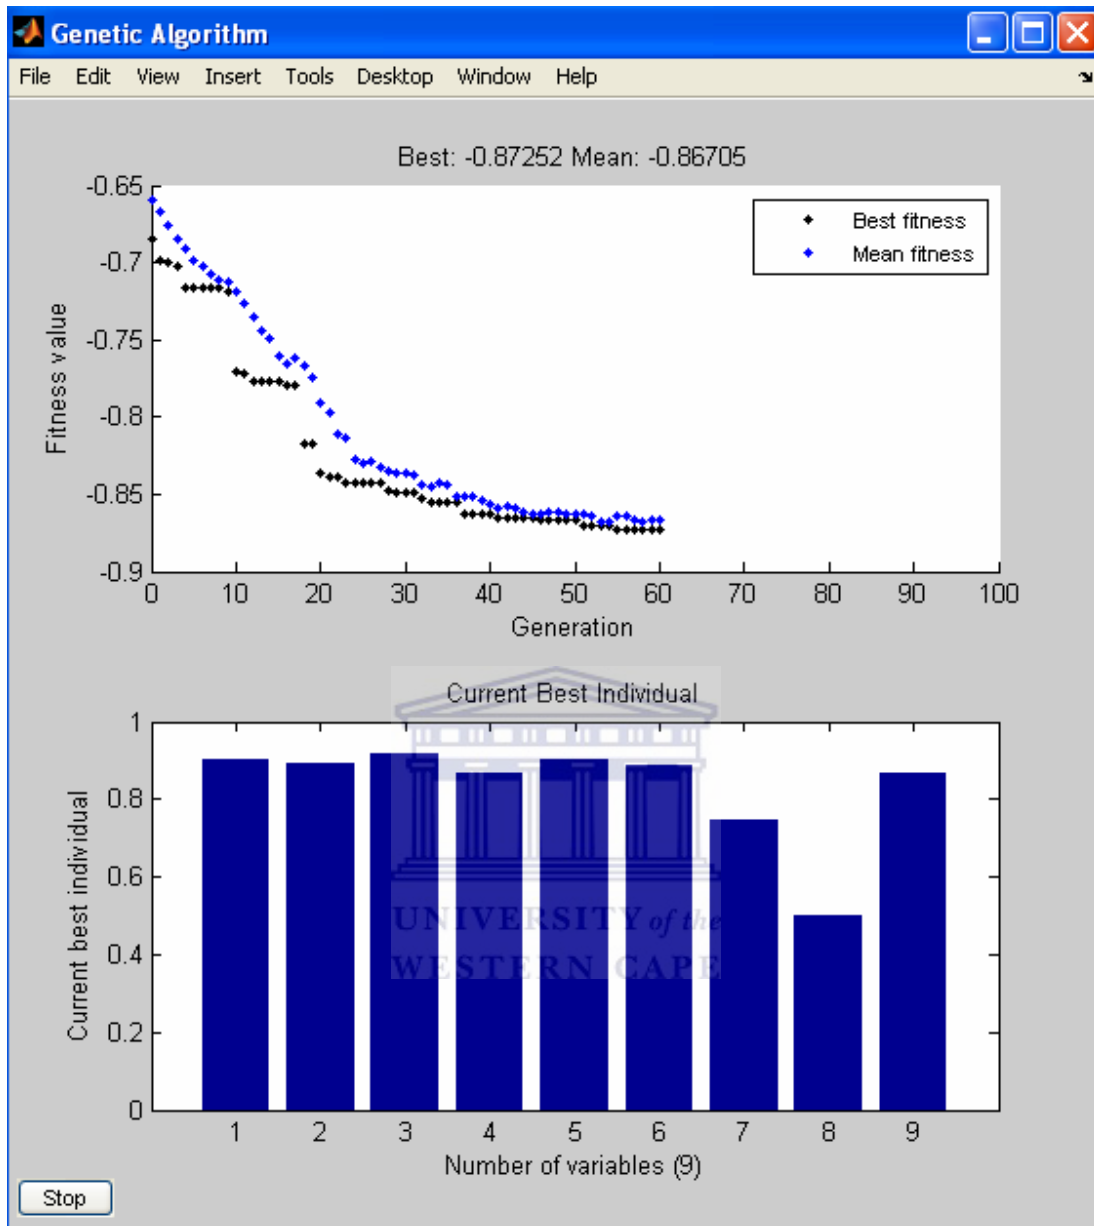 Genetic Algorithm
File Edit View Insert Tools Desktop Window Help
Best: -0.87252 Mean: -0.86705
-0.65
-0.7
-0.75
-0.8
-0.85
-0.9
Fitness value
Best fitness
Mean fitness
0 10 20 30 40 50 60 70 80 90 100
Generation
Current Best Individual
1
0.8
0.6
0.4
0.2
0
Current best individual
UNIVERSITY of the
WESTERN CAPE
1 2 3 4 5 6 7 8 9
Number of variables (9)
Stop